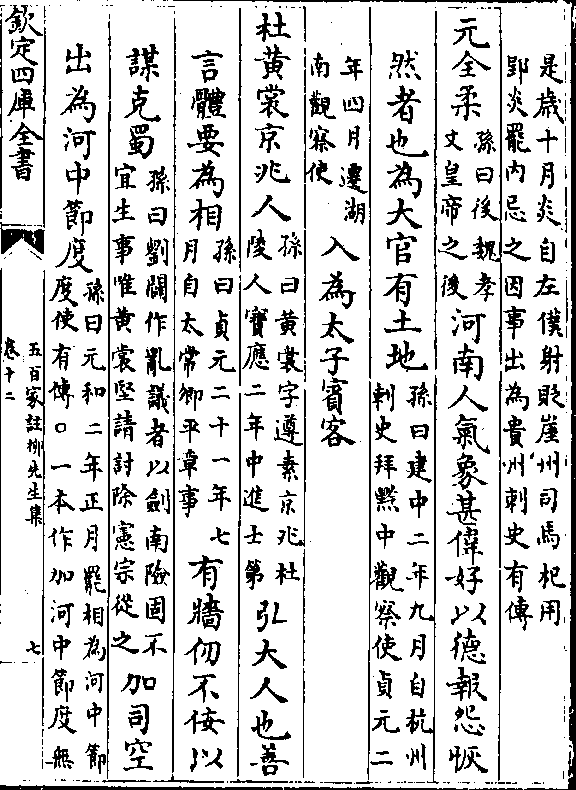 是歲十月炎自左僕射貶崖州司馬杞用
郢炎罷内忌之因事出為貴州刺史有傳
元全柔
孫曰後魏孝
文皇帝之後
河南人氣象甚偉好以德報怨恢
然者也為大官有土地
孫曰建中二年九月自杭州
刺史拜黔中觀察使貞元二
年四月遷湖
南觀察使
入為太子賓客
杜黄裳京兆人
孫曰黄裳字遵素京兆杜
陵人寶應二年中進士第
弘大人也善
言體要為相
孫曰貞元二十一年七
月自太常卿平章事
有牆仞不佞以
謀克蜀
孫曰劉闢作亂議者以劍南險固不
宜生事唯黄裳堅請討除憲宗從之
加司空
出為河中節度
孫曰元和二年正月罷相為河中節
度使有傳○一本作加河中節度無
欽定四庫全書
五百家註柳先生集
卷十二
七